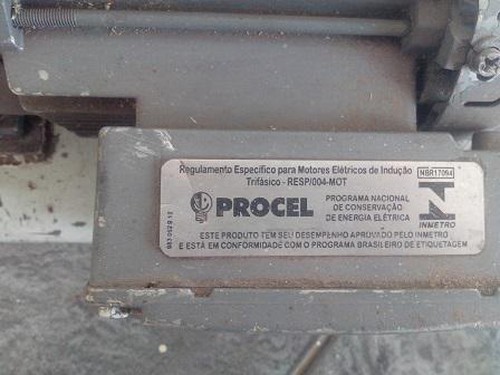 Regulamento Específico para Motores Elétricos de Indução
Trifásico - RESP/004-MOT
NBR17094
PROCEL
PROGRAMA NACIONAL
DE CONSERVAÇÃO
DE ENERGIA ELÉTRICA
INMETRO
ESTE PRODUTO TEM SEU DESEMPENHO APROVADO PELO INMETRO
E ESTÁ EM CONFORMIDADE COM O PROGRAMA BRASILEIRO DE ETIQUETAGEM